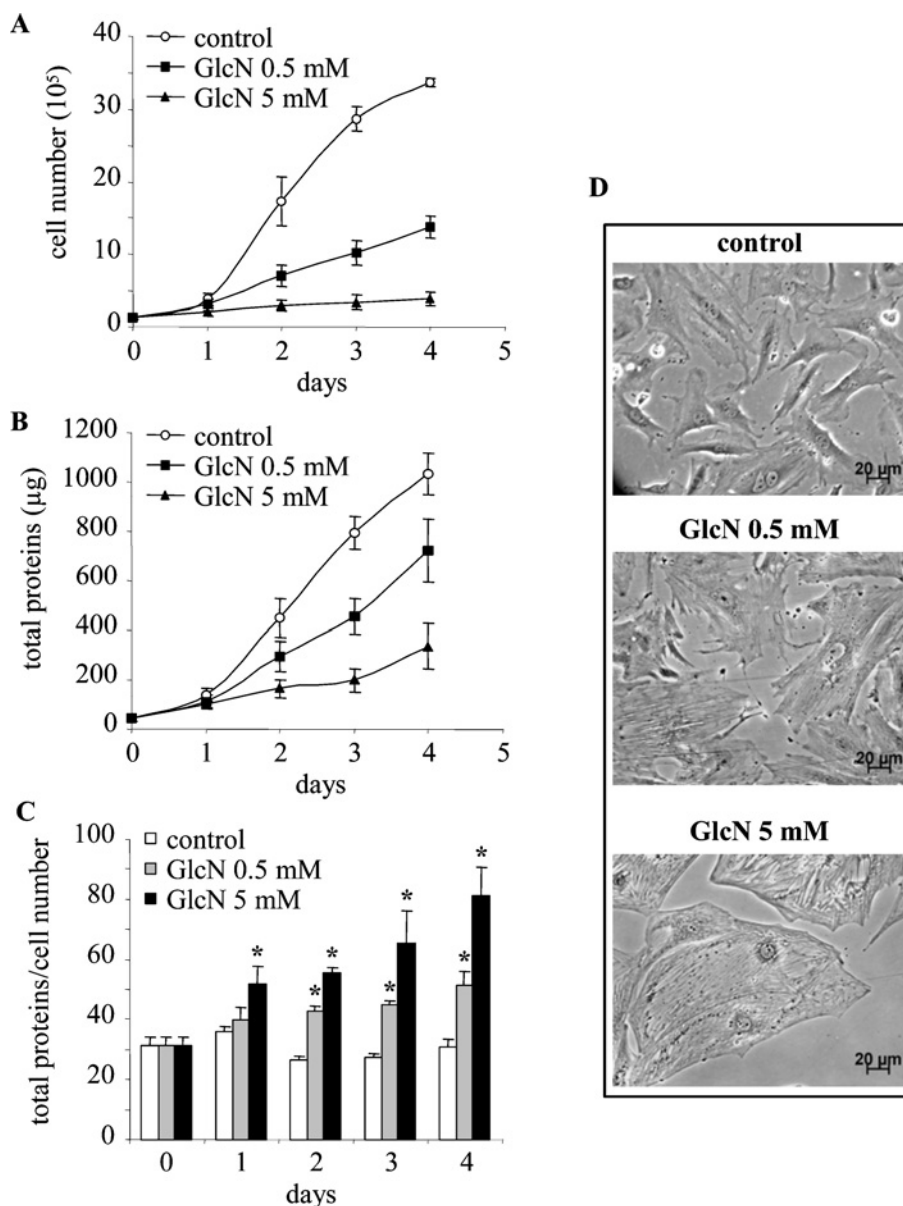 A
control
GlcN 0.5 mM
GlcN 5 mM
cell number (10⁵)
40
30
20
10
0
0 1 2 3 4 5
days
B
control
GlcN 0.5 mM
GlcN 5 mM
total proteins (µg)
1200
1000
800
600
400
200
0
0 1 2 3 4 5
days
C
control
GlcN 0.5 mM
GlcN 5 mM
total proteins/cell number
100
80
60
40
20
0
* * * * * * *
0 1 2 3 4
days
D
control
20 µm
GlcN 0.5 mM
20 µm
GlcN 5 mM
20 µm